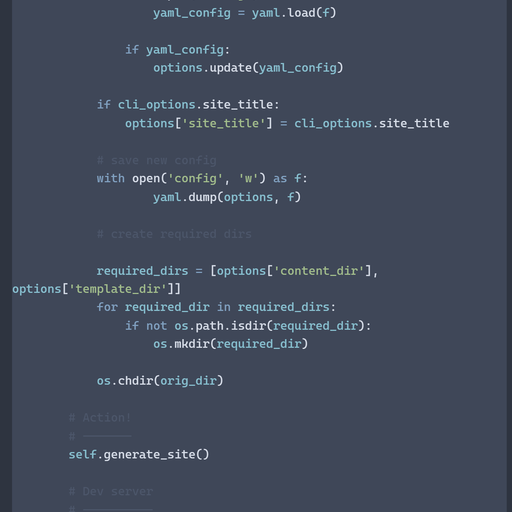 yaml_config = yaml.load(f)
if yaml_config:
options.update(yaml_config)
if cli_options.site_title:
options['site_title'] = cli_options.site_title
# save new config
with open('config', 'w') as f:
yaml.dump(options, f)
# create required dirs
required_dirs = [options['content_dir'],
options['template_dir']]
for required_dir in required_dirs:
if not os.path.isdir(required_dir):
os.mkdir(required_dir)
os.chdir(orig_dir)
# Action!
# ———————
self.generate_site()
# Dev server
# ——————————